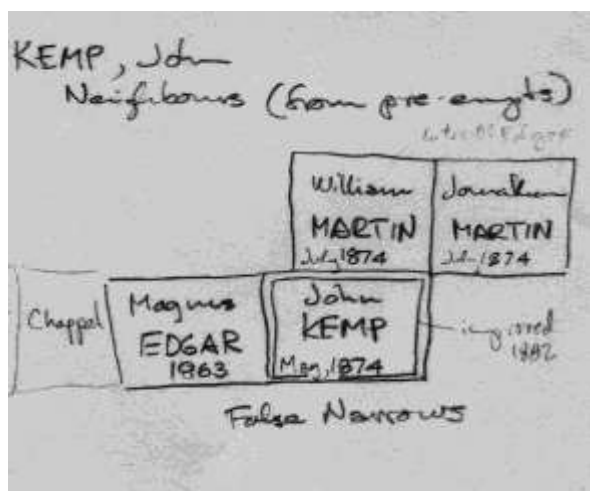 KEMP, John
Neighbours (from pre-empts)
William
MARTIN
July 1874
Jonathan
MARTIN
July 1874
Chappel
Magnus
EDGAR
1863
John
KEMP
May, 1874
improved
1882
False Narrows